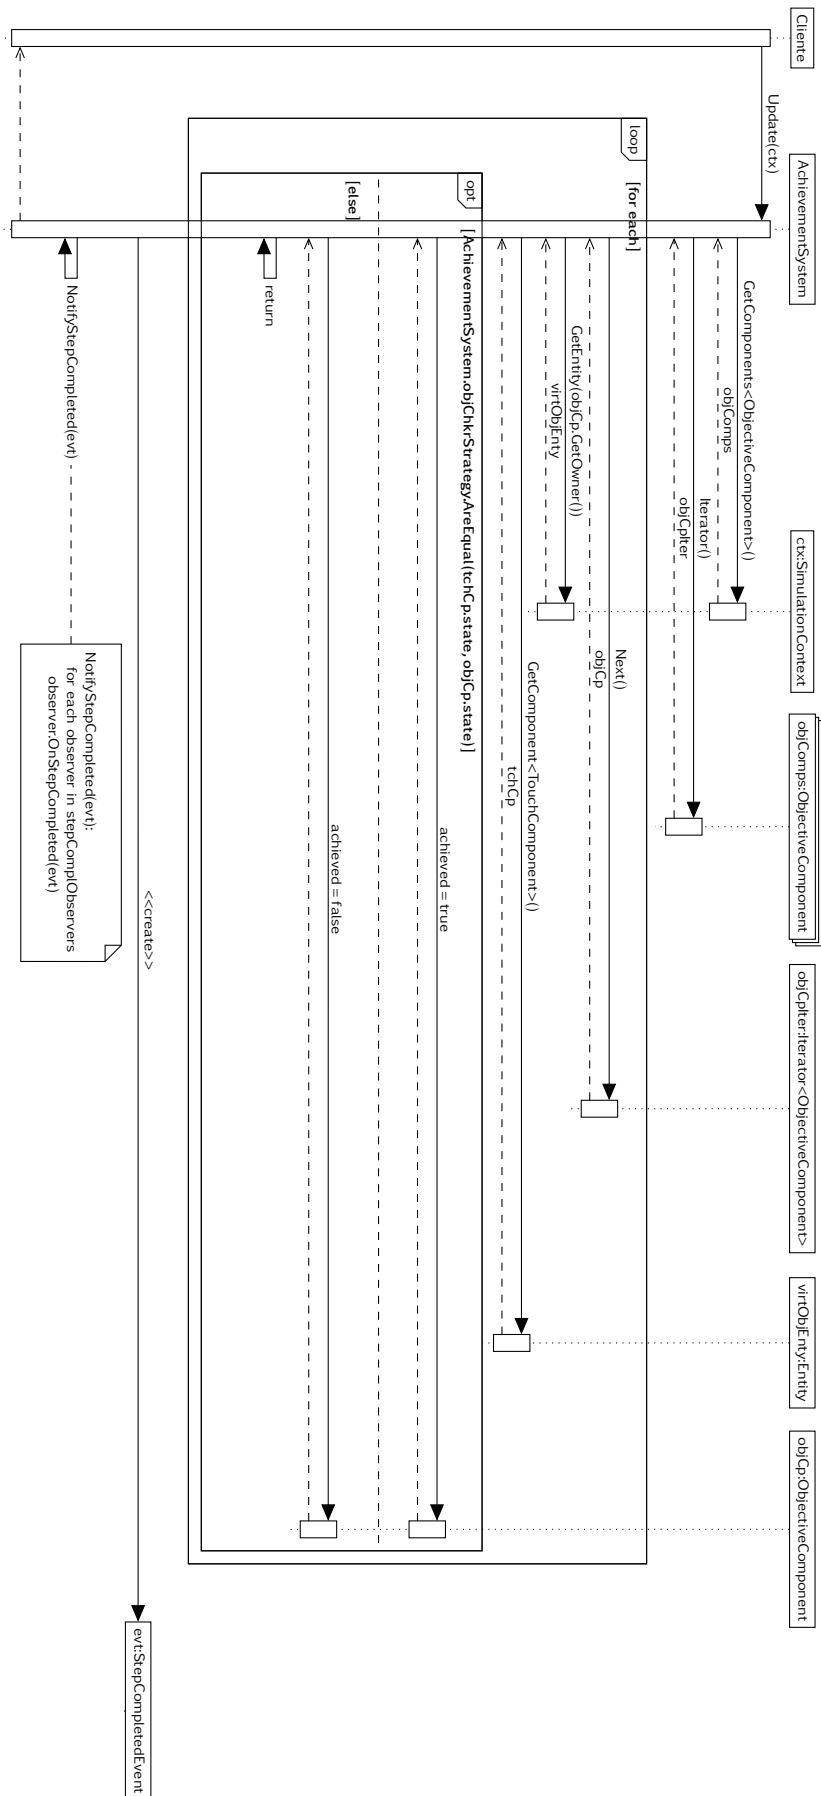 Cliente
AchievementSystem
ctx:SimulationContext
objComps:ObjectiveComponent
objCpIter:Iterator<ObjectiveComponent>
virtObjEnty:Entity
objCp:ObjectiveComponent
Update(ctx)
GetComponents<ObjectiveComponent>()
objComps
Iterator()
objCpIter
loop
[for each]
Next()
objCp
GetEntity(objCp.GetOwner())
virtObjEnty
GetComponent<TouchComponent>()
tchCp
opt
[AchievementSystem.objChkrStrategy.AreEqual(tchCp.state, objCp.state)]
achieved = true
[else]
achieved = false
return
<<create>>
evt:StepCompletedEvent
NotifyStepCompleted(evt)
NotifyStepCompleted(evt):
for each observer in stepComplObservers
observer.OnStepCompleted(evt)